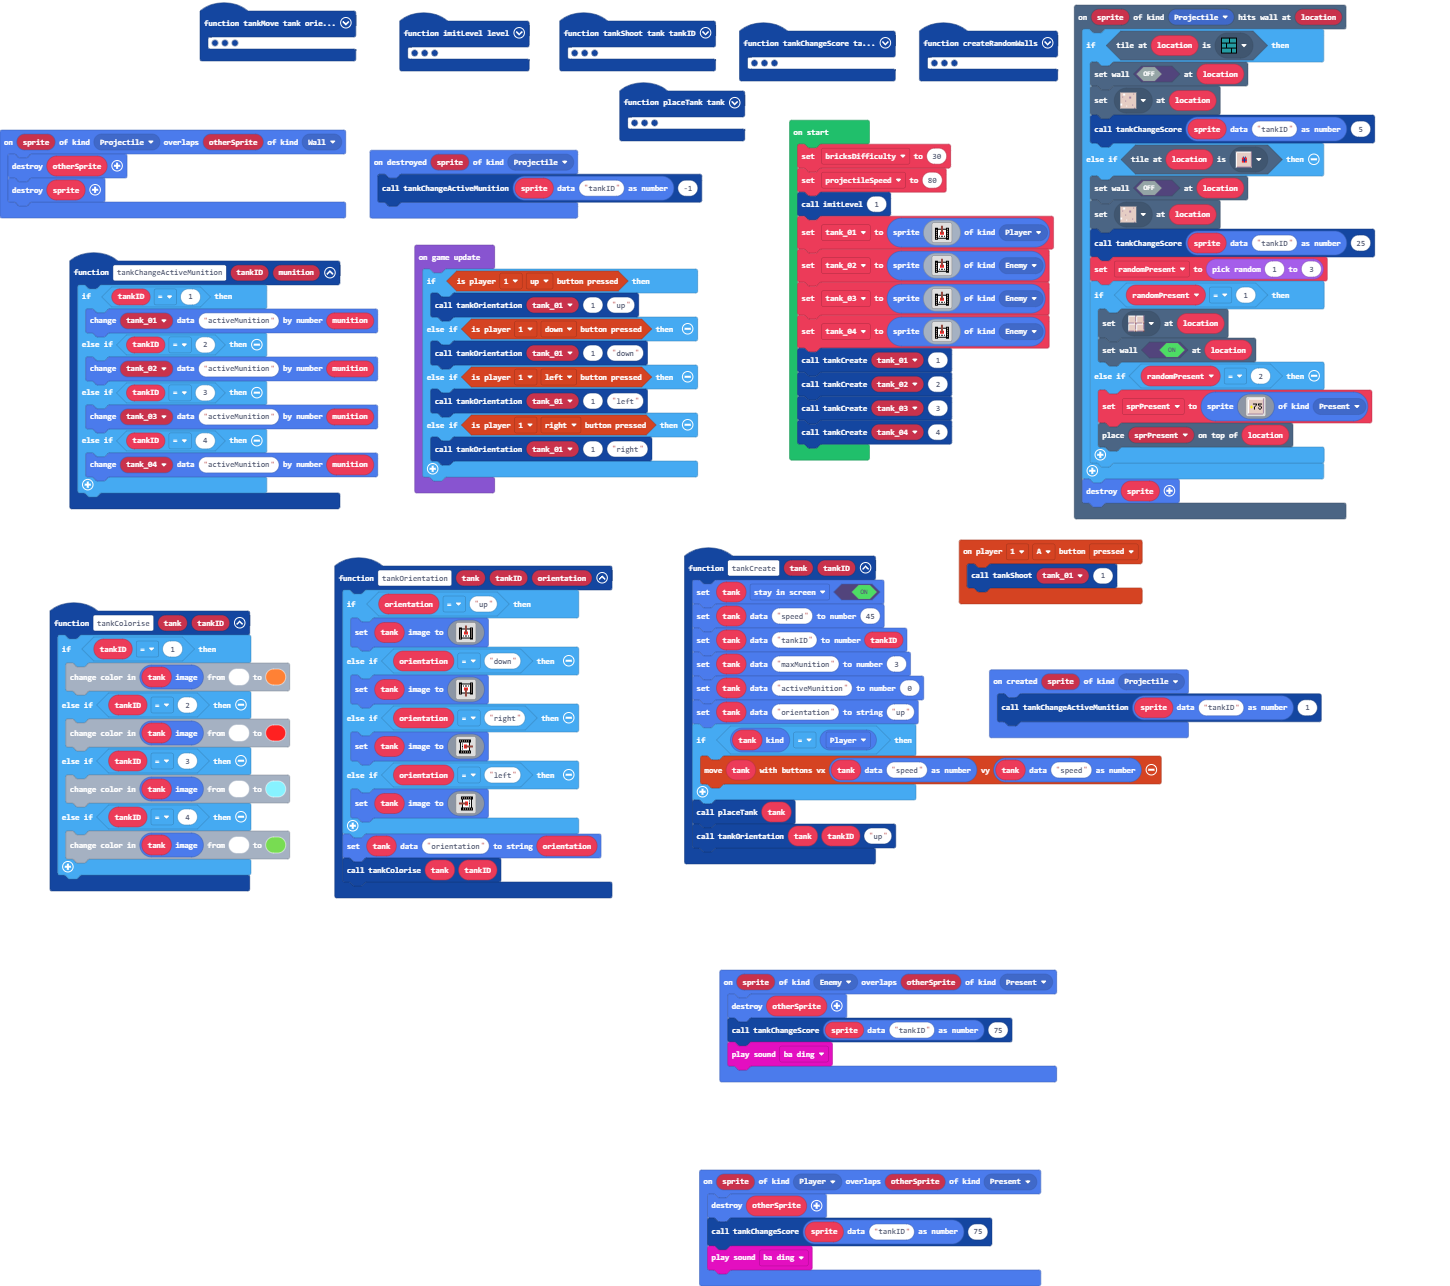 function tankMove tank orie...
function imitLevel level
function tankShoot tank tankID
function tankChangeScore ta...
function createRandomWalls
function placeTank tank
on sprite of kind Projectile overlaps otherSprite of kind Wall
destroy otherSprite
destroy sprite
on destroyed sprite of kind Projectile
call tankChangeActiveMunition sprite data "tankID" as number -1
on start
set bricksDifficulty to 30
set projectileSpeed to 80
call imitLevel 1
set tank_01 to sprite of kind Player
set tank_02 to sprite of kind Enemy
set tank_03 to sprite of kind Enemy
set tank_04 to sprite of kind Enemy
call tankCreate tank_01 1
call tankCreate tank_02 2
call tankCreate tank_03 3
call tankCreate tank_04 4
on sprite of kind Projectile hits wall at location
if tile at location is then
set wall OFF at location
set at location
call tankChangeScore sprite data "tankID" as number 5
else if tile at location is then
set wall OFF at location
set at location
call tankChangeScore sprite data "tankID" as number 25
set randomPresent to pick random 1 to 3
if randomPresent = 1 then
set at location
set wall ON at location
else if randomPresent = 2 then
set sprPresent to sprite 75 of kind Present
place sprPresent on top of location
destroy sprite
function tankChangeActiveMunition tankID munition
if tankID = 1 then
change tank_01 data "activeMunition" by number munition
else if tankID = 2 then
change tank_02 data "activeMunition" by number munition
else if tankID = 3 then
change tank_03 data "activeMunition" by number munition
else if tankID = 4 then
change tank_04 data "activeMunition" by number munition
on game update
if is player 1 up button pressed then
call tankOrientation tank_01 1 "up"
else if is player 1 down button pressed then
call tankOrientation tank_01 1 "down"
else if is player 1 left button pressed then
call tankOrientation tank_01 1 "left"
else if is player 1 right button pressed then
call tankOrientation tank_01 1 "right"
function tankColorise tank tankID
if tankID = 1 then
change color in tank image from to
else if tankID = 2 then
change color in tank image from to
else if tankID = 3 then
change color in tank image from to
else if tankID = 4 then
change color in tank image from to
function tankOrientation tank tankID orientation
if orientation = "up" then
set tank image to
else if orientation = "down" then
set tank image to
else if orientation = "right" then
set tank image to
else if orientation = "left" then
set tank image to
set tank data "orientation" to string orientation
call tankColorise tank tankID
function tankCreate tank tankID
set tank stay in screen ON
set tank data "speed" to number 45
set tank data "tankID" to number tankID
set tank data "maxMunition" to number 3
set tank data "activeMunition" to number 0
set tank data "orientation" to string "up"
if tank kind = Player then
move tank with buttons vx tank data "speed" as number vy tank data "speed" as number
call placeTank tank
call tankOrientation tank tankID "up"
on player 1 A button pressed
call tankShoot tank_01 1
on created sprite of kind Projectile
call tankChangeActiveMunition sprite data "tankID" as number 1
on sprite of kind Enemy overlaps otherSprite of kind Present
destroy otherSprite
call tankChangeScore sprite data "tankID" as number 75
play sound ba ding
on sprite of kind Player overlaps otherSprite of kind Present
destroy otherSprite
call tankChangeScore sprite data "tankID" as number 75
play sound ba ding